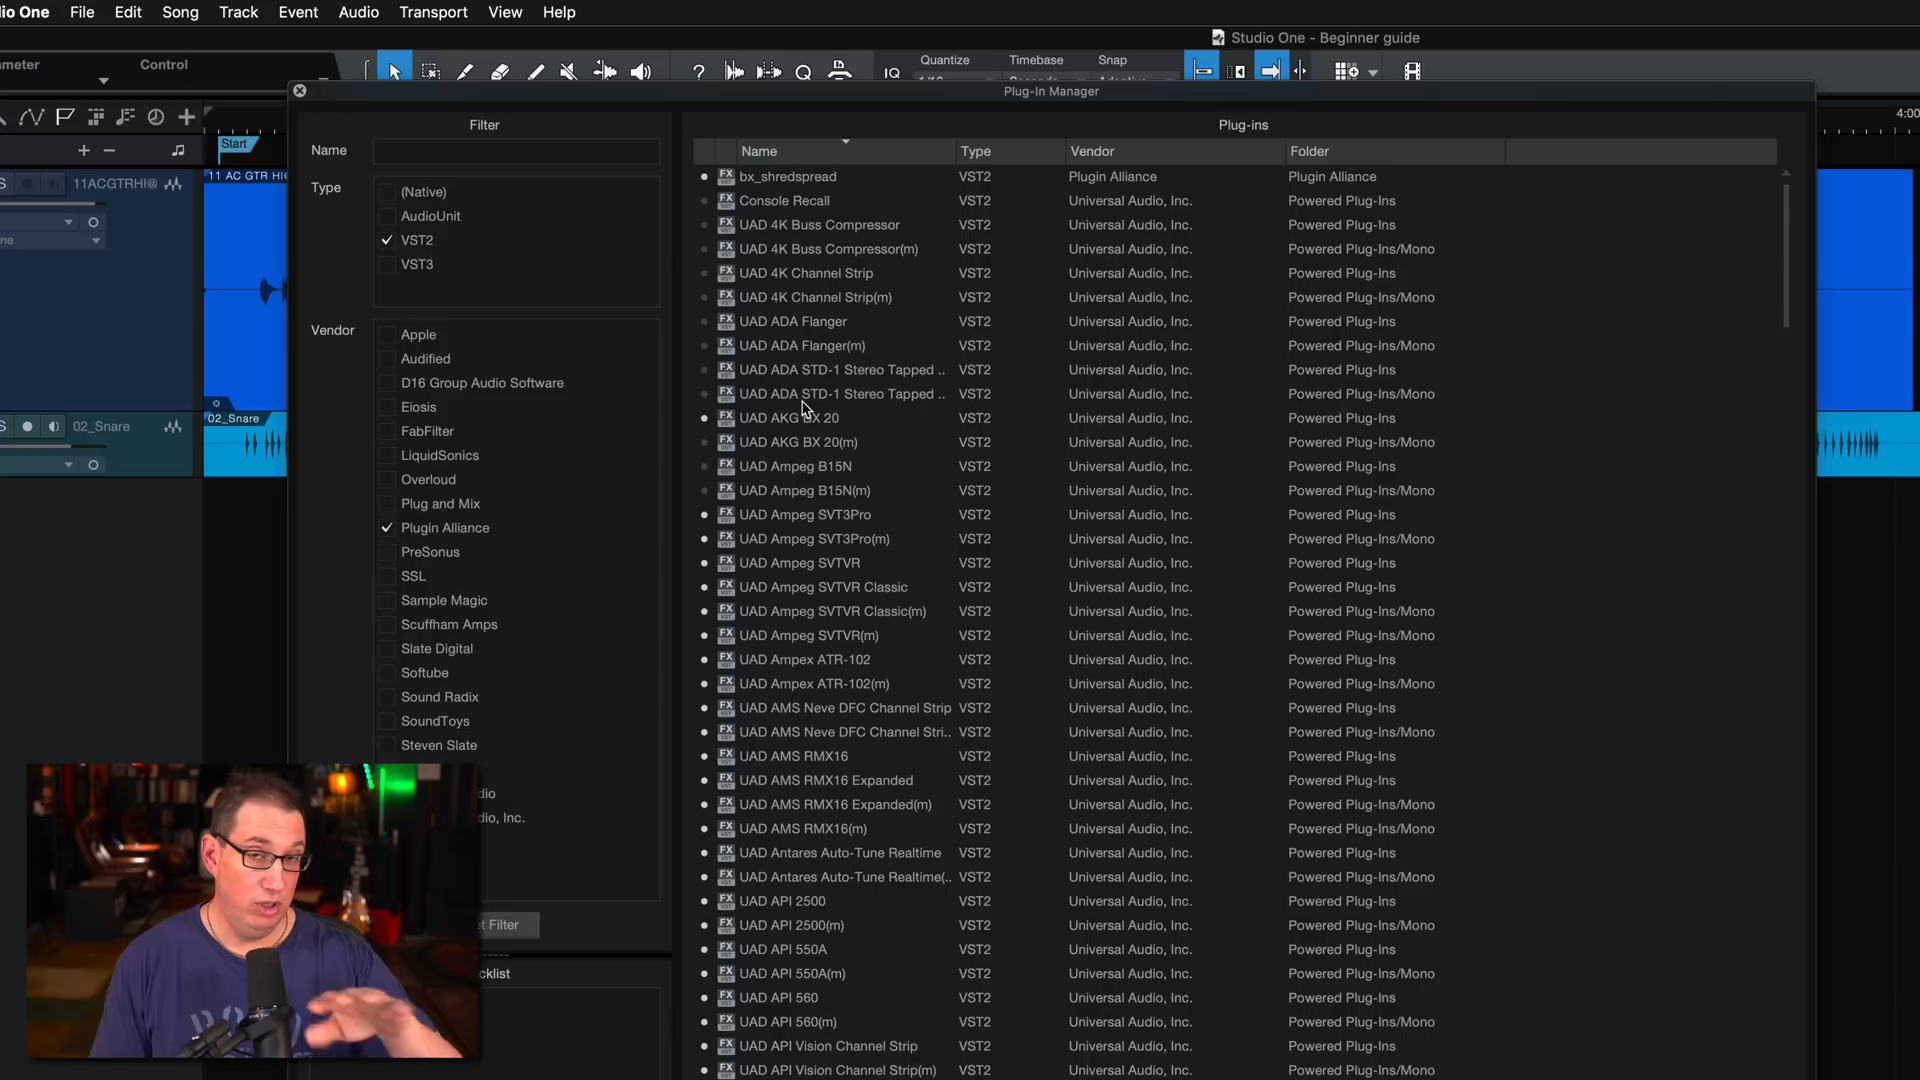 dio One File Edit Song Track Event Audio Transport View Help
Studio One - Beginner guide
meter Control
Quantize Timebase Snap
IQ
Plug-In Manager
4:00
Filter
Name
Type
(Native)
AudioUnit
VST2
VST3
Vendor
Apple
Audified
D16 Group Audio Software
Eiosis
FabFilter
LiquidSonics
Overloud
Plug and Mix
Plugin Alliance
PreSonus
SSL
Sample Magic
Scuffham Amps
Slate Digital
Softube
Sound Radix
SoundToys
Steven Slate
dio
dio, Inc.
t Filter
cklist
Start
S 11ACGTRHI@
11 AC GTR HI
ne
S 02_Snare
02_Snare
Plug-ins
Name Type Vendor Folder
bx_shredspread VST2 Plugin Alliance Plugin Alliance
Console Recall VST2 Universal Audio, Inc. Powered Plug-Ins
UAD 4K Buss Compressor VST2 Universal Audio, Inc. Powered Plug-Ins
UAD 4K Buss Compressor(m) VST2 Universal Audio, Inc. Powered Plug-Ins/Mono
UAD 4K Channel Strip VST2 Universal Audio, Inc. Powered Plug-Ins
UAD 4K Channel Strip(m) VST2 Universal Audio, Inc. Powered Plug-Ins/Mono
UAD ADA Flanger VST2 Universal Audio, Inc. Powered Plug-Ins
UAD ADA Flanger(m) VST2 Universal Audio, Inc. Powered Plug-Ins/Mono
UAD ADA STD-1 Stereo Tapped .. VST2 Universal Audio, Inc. Powered Plug-Ins
UAD ADA STD-1 Stereo Tapped .. VST2 Universal Audio, Inc. Powered Plug-Ins/Mono
UAD AKG BX 20 VST2 Universal Audio, Inc. Powered Plug-Ins
UAD AKG BX 20(m) VST2 Universal Audio, Inc. Powered Plug-Ins/Mono
UAD Ampeg B15N VST2 Universal Audio, Inc. Powered Plug-Ins
UAD Ampeg B15N(m) VST2 Universal Audio, Inc. Powered Plug-Ins/Mono
UAD Ampeg SVT3Pro VST2 Universal Audio, Inc. Powered Plug-Ins
UAD Ampeg SVT3Pro(m) VST2 Universal Audio, Inc. Powered Plug-Ins/Mono
UAD Ampeg SVTVR VST2 Universal Audio, Inc. Powered Plug-Ins
UAD Ampeg SVTVR Classic VST2 Universal Audio, Inc. Powered Plug-Ins
UAD Ampeg SVTVR Classic(m) VST2 Universal Audio, Inc. Powered Plug-Ins/Mono
UAD Ampeg SVTVR(m) VST2 Universal Audio, Inc. Powered Plug-Ins/Mono
UAD Ampex ATR-102 VST2 Universal Audio, Inc. Powered Plug-Ins
UAD Ampex ATR-102(m) VST2 Universal Audio, Inc. Powered Plug-Ins/Mono
UAD AMS Neve DFC Channel Strip VST2 Universal Audio, Inc. Powered Plug-Ins
UAD AMS Neve DFC Channel Stri.. VST2 Universal Audio, Inc. Powered Plug-Ins/Mono
UAD AMS RMX16 VST2 Universal Audio, Inc. Powered Plug-Ins
UAD AMS RMX16 Expanded VST2 Universal Audio, Inc. Powered Plug-Ins
UAD AMS RMX16 Expanded(m) VST2 Universal Audio, Inc. Powered Plug-Ins/Mono
UAD AMS RMX16(m) VST2 Universal Audio, Inc. Powered Plug-Ins/Mono
UAD Antares Auto-Tune Realtime VST2 Universal Audio, Inc. Powered Plug-Ins
UAD Antares Auto-Tune Realtime(.. VST2 Universal Audio, Inc. Powered Plug-Ins/Mono
UAD API 2500 VST2 Universal Audio, Inc. Powered Plug-Ins
UAD API 2500(m) VST2 Universal Audio, Inc. Powered Plug-Ins/Mono
UAD API 550A VST2 Universal Audio, Inc. Powered Plug-Ins
UAD API 550A(m) VST2 Universal Audio, Inc. Powered Plug-Ins/Mono
UAD API 560 VST2 Universal Audio, Inc. Powered Plug-Ins
UAD API 560(m) VST2 Universal Audio, Inc. Powered Plug-Ins/Mono
UAD API Vision Channel Strip VST2 Universal Audio, Inc. Powered Plug-Ins
UAD API Vision Channel Strip(m) VST2 Universal Audio, Inc. Powered Plug-Ins/Mono